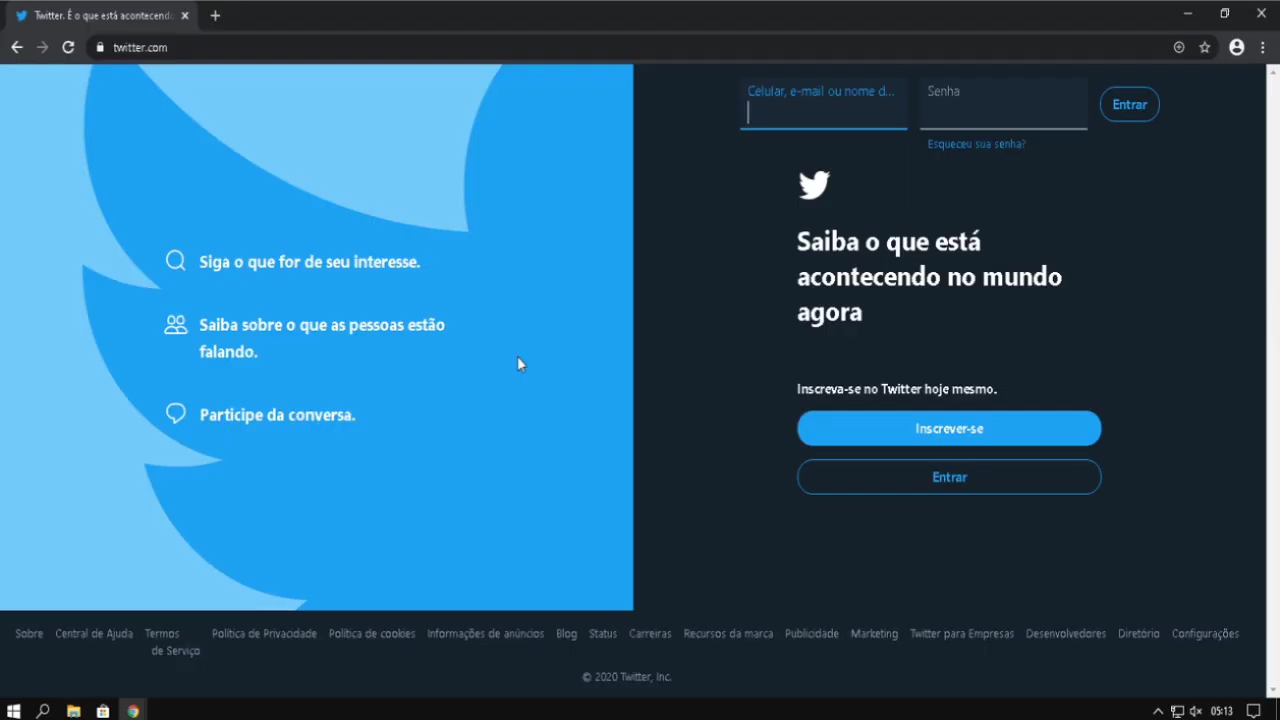 Twitter. É o que está acontecendo
twitter.com
Celular, e-mail ou nome d...
Senha
Entrar
Esqueceu sua senha?
Siga o que for de seu interesse.
Saiba sobre o que as pessoas estão
falando.
Participe da conversa.
Saiba o que está
acontecendo no mundo
agora
Inscreva-se no Twitter hoje mesmo.
Inscrever-se
Entrar
Sobre Central de Ajuda Termos de Serviço Política de Privacidade Política de cookies Informações de anúncios Blog Status Carreiras Recursos da marca Publicidade Marketing Twitter para Empresas Desenvolvedores Diretório Configurações
© 2020 Twitter, Inc.
05:13